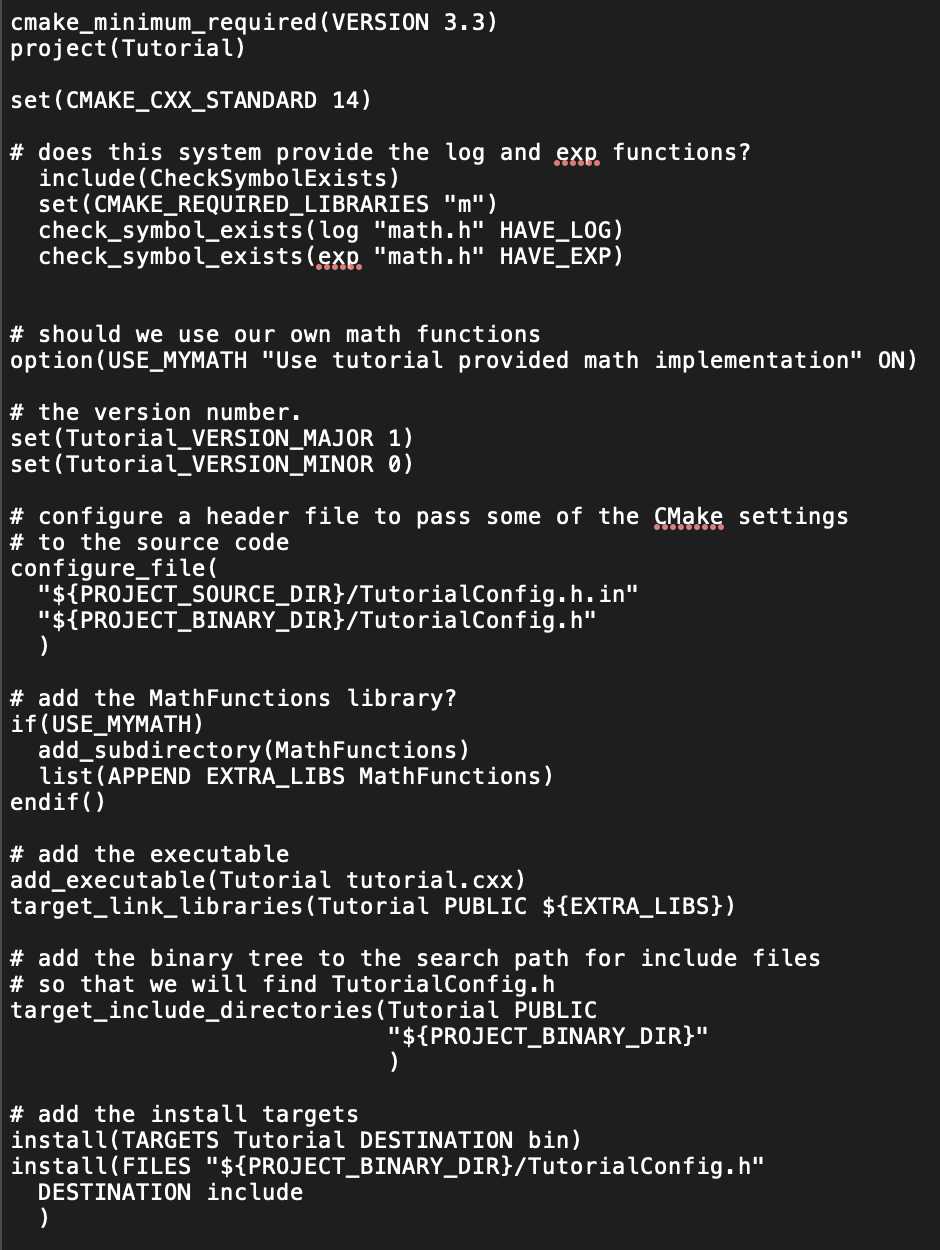 cmake_minimum_required(VERSION 3.3)
project(Tutorial)

set(CMAKE_CXX_STANDARD 14)

# does this system provide the log and exp functions?
  include(CheckSymbolExists)
  set(CMAKE_REQUIRED_LIBRARIES "m")
  check_symbol_exists(log "math.h" HAVE_LOG)
  check_symbol_exists(exp "math.h" HAVE_EXP)


# should we use our own math functions
option(USE_MYMATH "Use tutorial provided math implementation" ON)

# the version number.
set(Tutorial_VERSION_MAJOR 1)
set(Tutorial_VERSION_MINOR 0)

# configure a header file to pass some of the CMake settings
# to the source code
configure_file(
  "${PROJECT_SOURCE_DIR}/TutorialConfig.h.in"
  "${PROJECT_BINARY_DIR}/TutorialConfig.h"
  )

# add the MathFunctions library?
if(USE_MYMATH)
  add_subdirectory(MathFunctions)
  list(APPEND EXTRA_LIBS MathFunctions)
endif()

# add the executable
add_executable(Tutorial tutorial.cxx)
target_link_libraries(Tutorial PUBLIC ${EXTRA_LIBS})

# add the binary tree to the search path for include files
# so that we will find TutorialConfig.h
target_include_directories(Tutorial PUBLIC
                           "${PROJECT_BINARY_DIR}"
                           )

# add the install targets
install(TARGETS Tutorial DESTINATION bin)
install(FILES "${PROJECT_BINARY_DIR}/TutorialConfig.h"
  DESTINATION include
  )